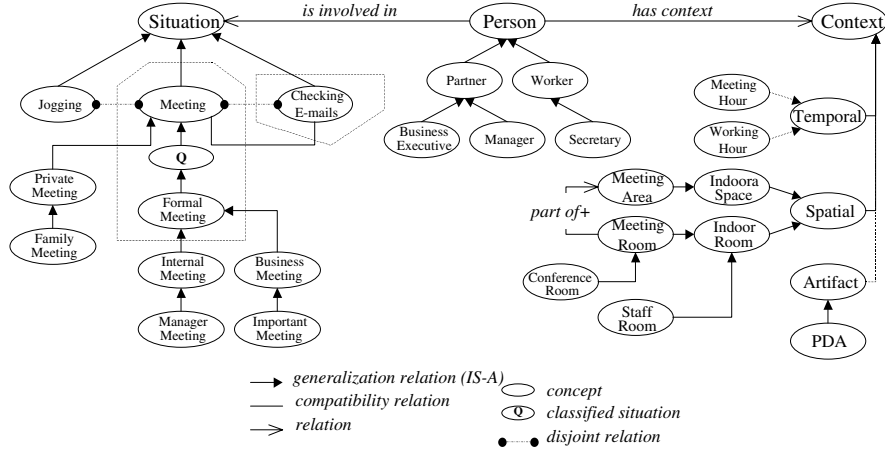 Situation
is involved in
Person
has context
Context
Partner
Worker
Jogging
Meeting
Checking
E-mails
Business
Executive
Manager
Secretary
Meeting
Hour
Working
Hour
Temporal
Q
Private
Meeting
Formal
Meeting
Family
Meeting
Internal
Meeting
Business
Meeting
Manager
Meeting
Important
Meeting
part of+
Meeting
Area
Indoora
Space
Meeting
Room
Indoor
Room
Spatial
Conference
Room
Staff
Room
Artifact
PDA
generalization relation (IS-A)
compatibility relation
relation
concept
Q classified situation
disjoint relation